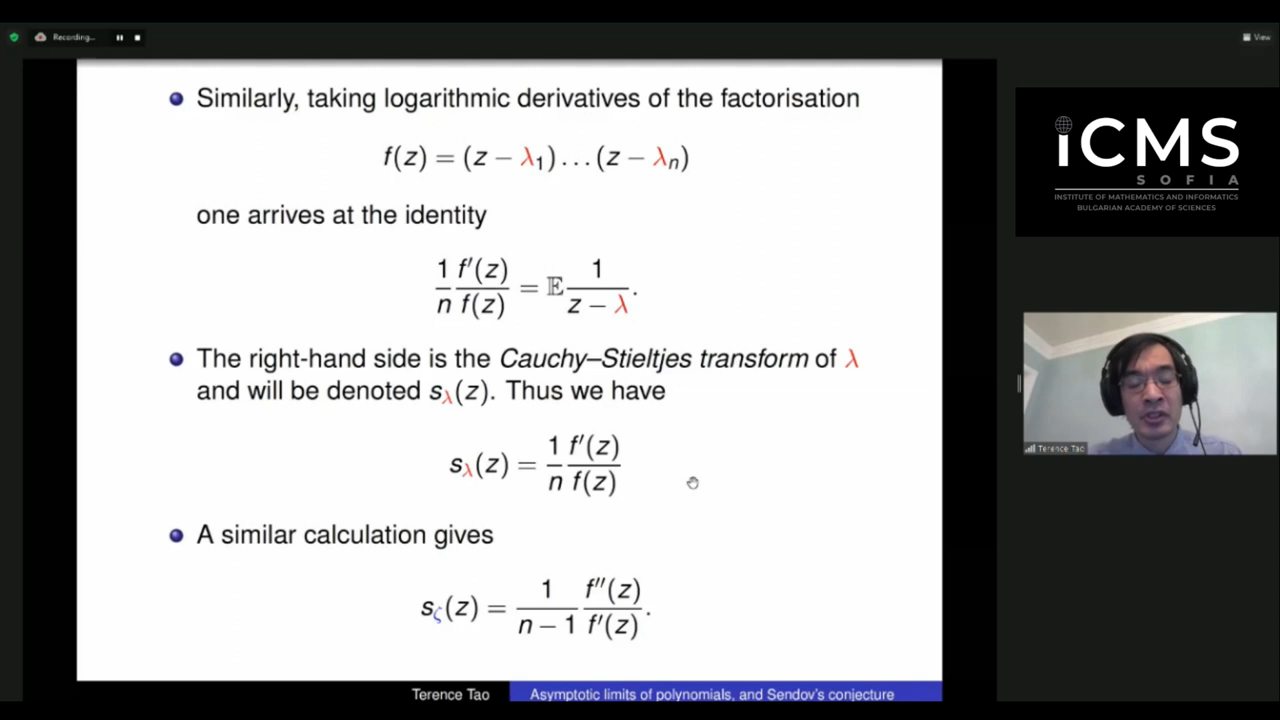 Recording...
View
Similarly, taking logarithmic derivatives of the factorisation
f(z) = (z − λ₁)...(z − λₙ)
one arrives at the identity
1/n f′(z)/f(z) = 𝔼 1/(z − λ).
The right-hand side is the Cauchy–Stieltjes transform of λ
and will be denoted s_λ(z). Thus we have
s_λ(z) = 1/n f′(z)/f(z)
A similar calculation gives
s_ζ(z) = 1/(n − 1) f″(z)/f′(z).
Terence Tao
Asymptotic limits of polynomials, and Sendov's conjecture
iCMS
SOFIA
INSTITUTE OF MATHEMATICS AND INFORMATICS
BULGARIAN ACADEMY OF SCIENCES
Terence Tao